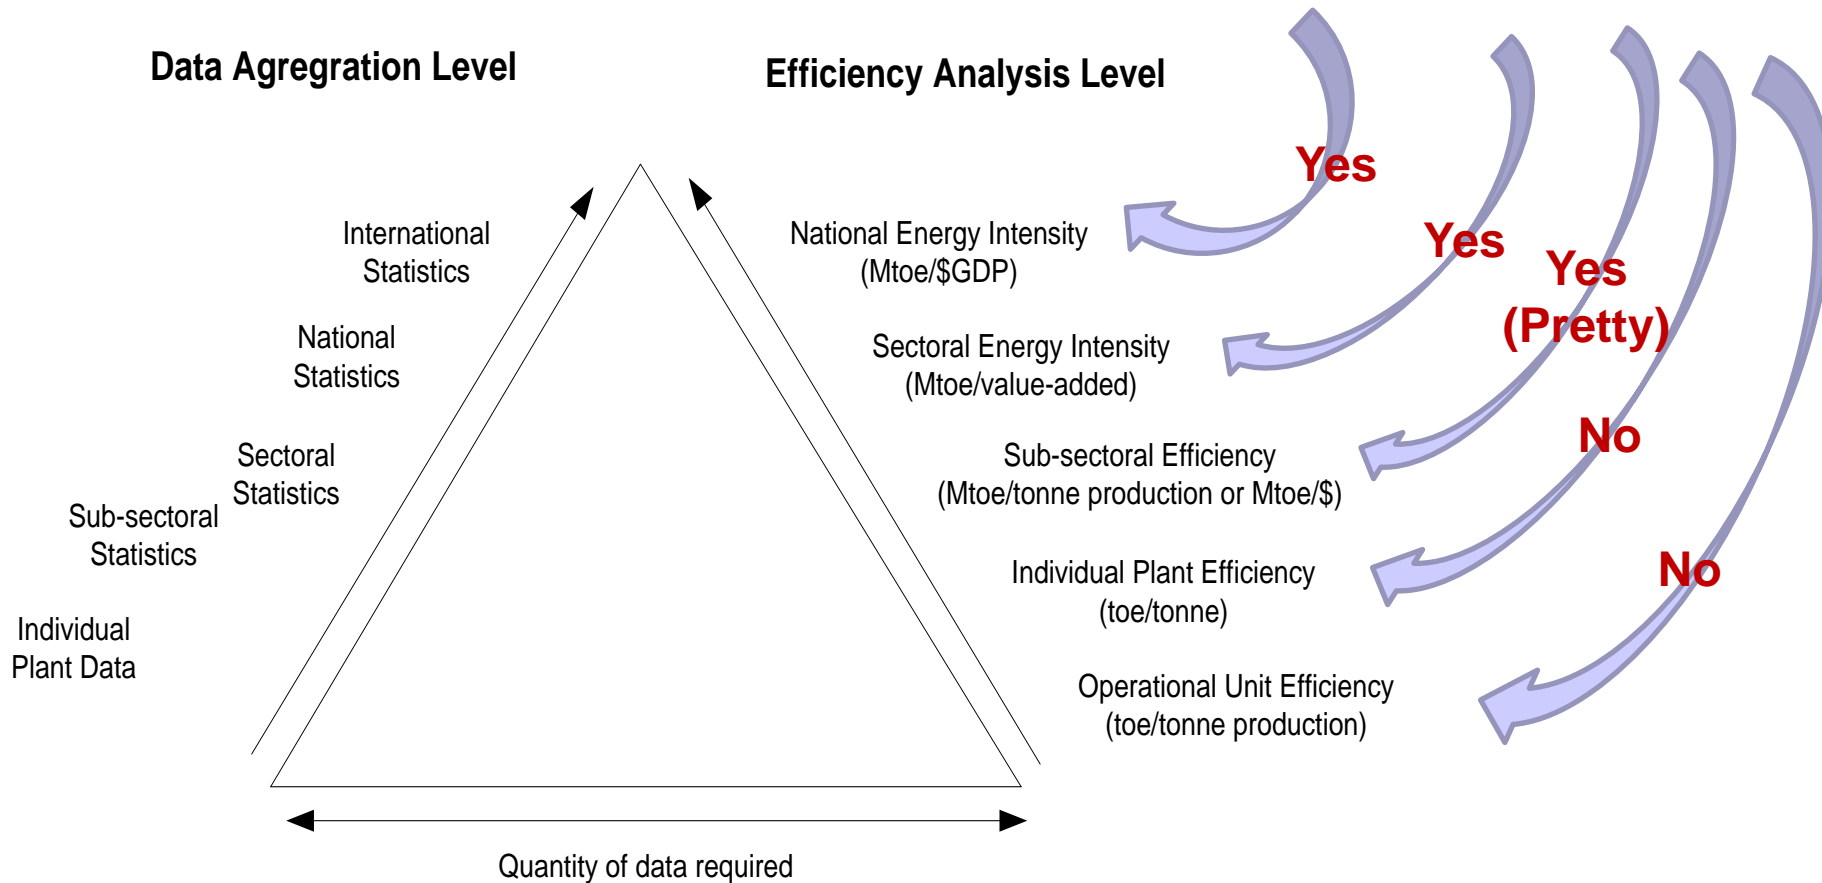 Data Agregration Level
Efficiency Analysis Level
International
Statistics
National
Statistics
Sectoral
Statistics
Sub-sectoral
Statistics
Individual
Plant Data
National Energy Intensity
(Mtoe/$GDP)
Sectoral Energy Intensity
(Mtoe/value-added)
Sub-sectoral Efficiency
(Mtoe/tonne production or Mtoe/$)
Individual Plant Efficiency
(toe/tonne)
Operational Unit Efficiency
(toe/tonne production)
Yes
Yes
Yes
(Pretty)
No
No
Quantity of data required